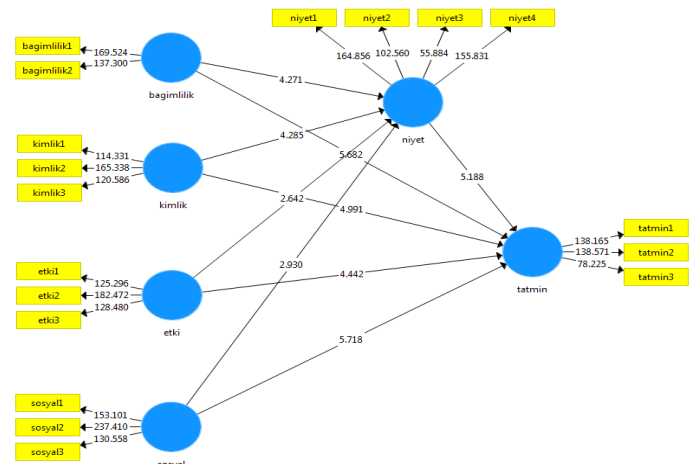 niyet1
niyet2
niyet3
niyet4
164.856
102.560
55.884
155.831
niyet
bagimlilik1
bagimlilik2
169.524
137.300
bagimlilik
4.271
5.682
kimlik1
kimlik2
kimlik3
114.331
165.338
120.586
kimlik
4.285
4.991
5.188
etki1
etki2
etki3
125.296
182.472
128.480
etki
2.642
4.442
sosyal1
sosyal2
sosyal3
153.101
237.410
130.558
sosyal
2.930
5.718
138.165
138.571
78.225
tatmin1
tatmin2
tatmin3
tatmin